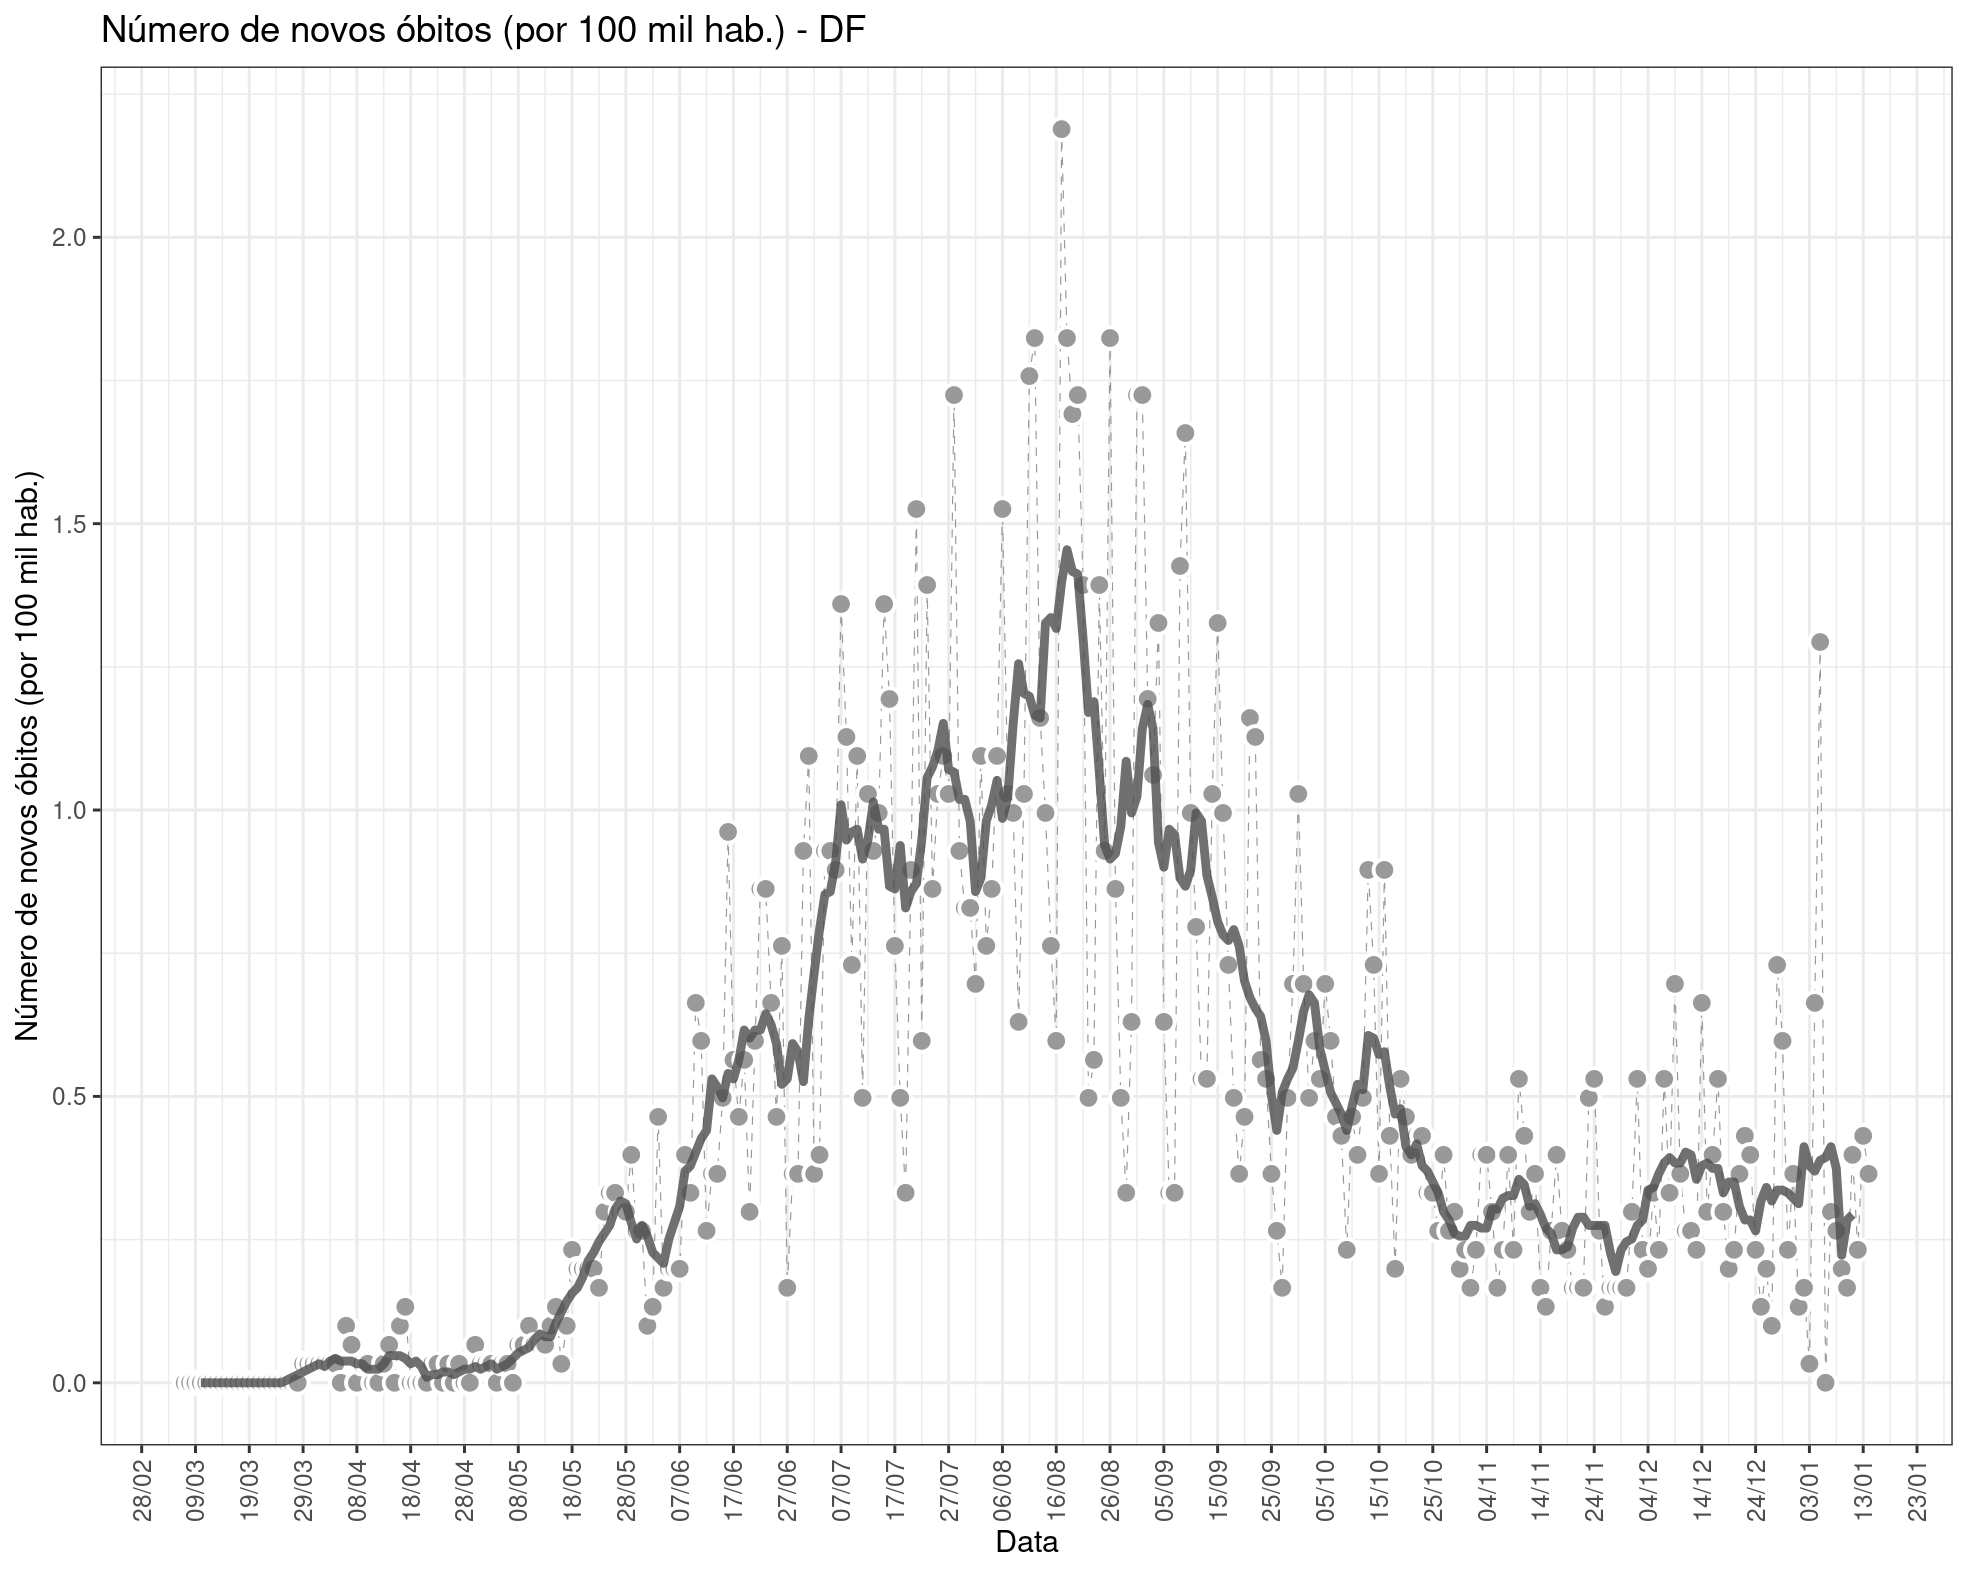 Número de novos óbitos (por 100 mil hab.) - DF
Número de novos óbitos (por 100 mil hab.)
2.0
1.5
1.0
0.5
0.0
28/02 09/03 19/03 29/03 08/04 18/04 28/04 08/05 18/05 28/05 07/06 17/06 27/06 07/07 17/07 27/07 06/08 16/08 26/08 05/09 15/09 25/09 05/10 15/10 25/10 04/11 14/11 24/11 04/12 14/12 24/12 03/01 13/01 23/01
Data